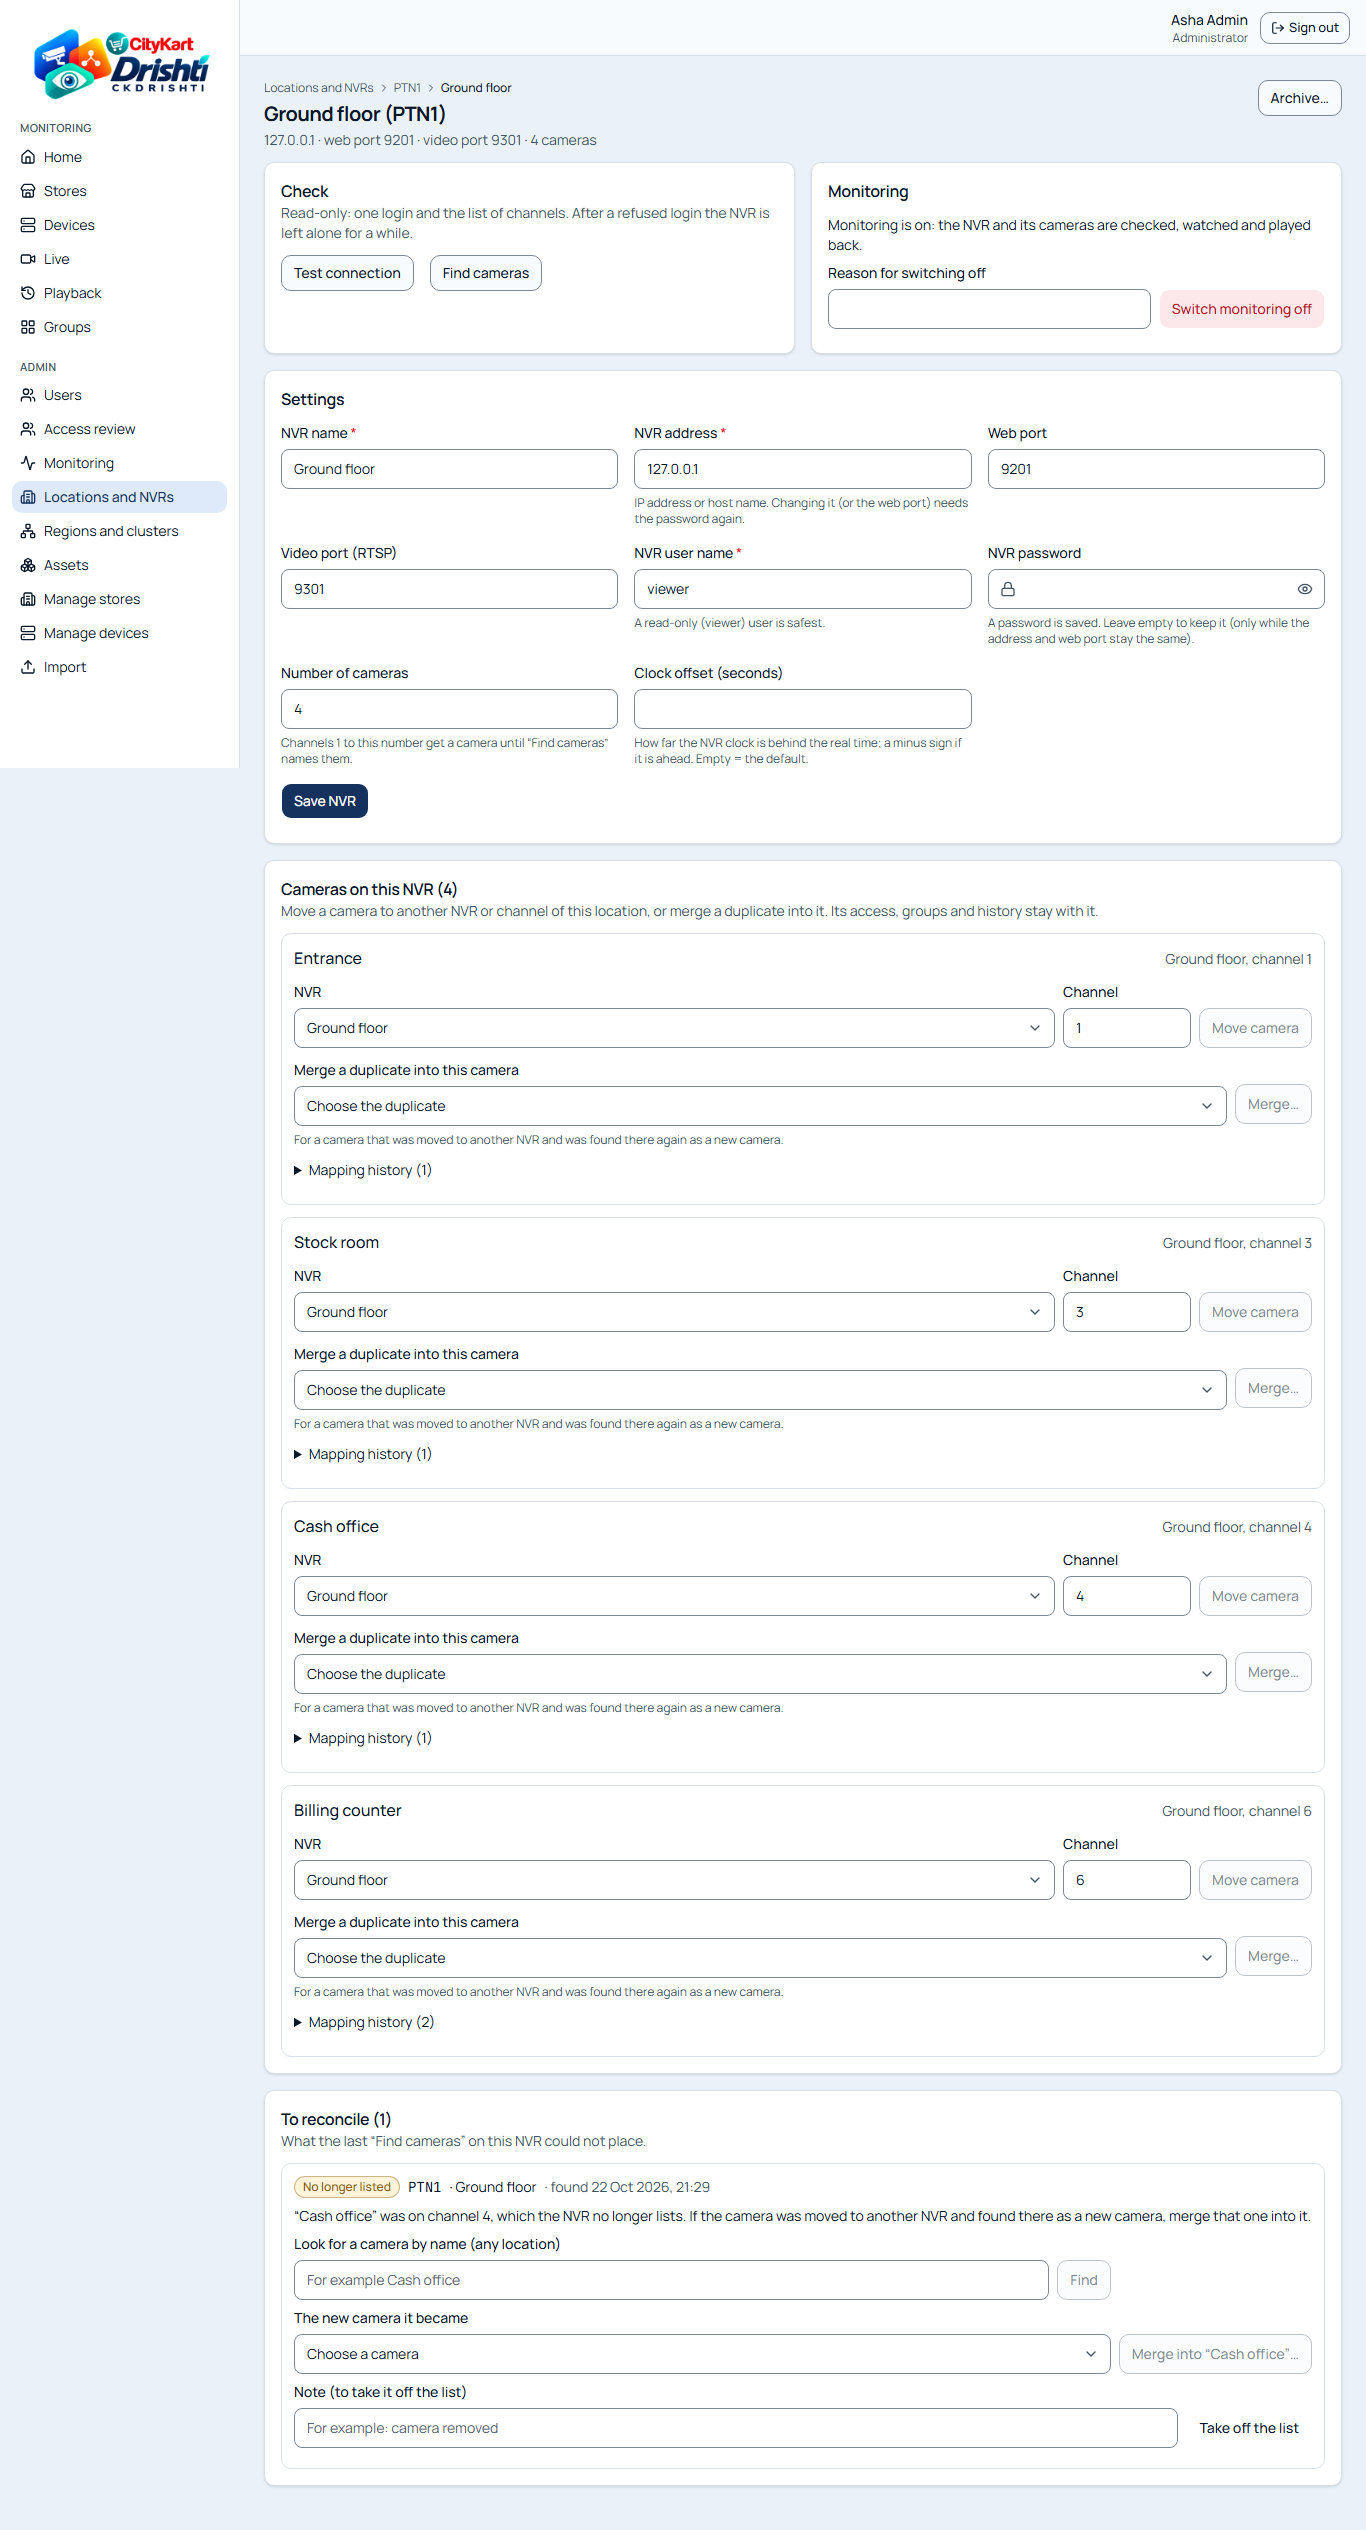 CityKart
Drishti
CKDRISHTI
MONITORING
Home
Stores
Devices
Live
Playback
Groups
ADMIN
Users
Access review
Monitoring
Locations and NVRs
Regions and clusters
Assets
Manage stores
Manage devices
Import
Asha Admin
Administrator
Sign out
Locations and NVRs > PTN1 > Ground floor
Ground floor (PTN1)
127.0.0.1 · web port 9201 · video port 9301 · 4 cameras
Archive...
Check
Read-only: one login and the list of channels. After a refused login the NVR is
left alone for a while.
Test connection
Find cameras
Monitoring
Monitoring is on: the NVR and its cameras are checked, watched and played
back.
Reason for switching off
Switch monitoring off
Settings
NVR name *
Ground floor
NVR address *
127.0.0.1
IP address or host name. Changing it (or the web port) needs
the password again.
Web port
9201
Video port (RTSP)
9301
NVR user name *
viewer
A read-only (viewer) user is safest.
NVR password
A password is saved. Leave empty to keep it (only while the
address and web port stay the same).
Number of cameras
4
Channels 1 to this number get a camera until “Find cameras”
names them.
Clock offset (seconds)
How far the NVR clock is behind the real time; a minus sign if
it is ahead. Empty = the default.
Save NVR
Cameras on this NVR (4)
Move a camera to another NVR or channel of this location, or merge a duplicate into it. Its access, groups and history stay with it.
Entrance
Ground floor, channel 1
NVR
Channel
Ground floor
1
Move camera
Merge a duplicate into this camera
Choose the duplicate
Merge...
For a camera that was moved to another NVR and was found there again as a new camera.
Mapping history (1)
Stock room
Ground floor, channel 3
NVR
Channel
Ground floor
3
Move camera
Merge a duplicate into this camera
Choose the duplicate
Merge...
For a camera that was moved to another NVR and was found there again as a new camera.
Mapping history (1)
Cash office
Ground floor, channel 4
NVR
Channel
Ground floor
4
Move camera
Merge a duplicate into this camera
Choose the duplicate
Merge...
For a camera that was moved to another NVR and was found there again as a new camera.
Mapping history (1)
Billing counter
Ground floor, channel 6
NVR
Channel
Ground floor
6
Move camera
Merge a duplicate into this camera
Choose the duplicate
Merge...
For a camera that was moved to another NVR and was found there again as a new camera.
Mapping history (2)
To reconcile (1)
What the last “Find cameras” on this NVR could not place.
No longer listed PTN1 · Ground floor · found 22 Oct 2026, 21:29
“Cash office” was on channel 4, which the NVR no longer lists. If the camera was moved to another NVR and found there as a new camera, merge that one into it.
Look for a camera by name (any location)
For example Cash office
Find
The new camera it became
Choose a camera
Merge into “Cash office”...
Note (to take it off the list)
For example: camera removed
Take off the list